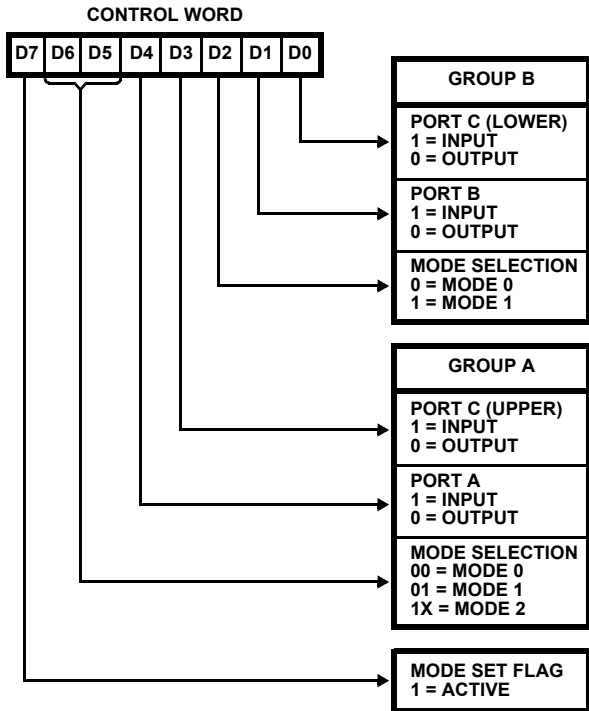 CONTROL WORD
D7 D6 D5 D4 D3 D2 D1 D0
GROUP B
PORT C (LOWER)
1 = INPUT
0 = OUTPUT
PORT B
1 = INPUT
0 = OUTPUT
MODE SELECTION
0 = MODE 0
1 = MODE 1
GROUP A
PORT C (UPPER)
1 = INPUT
0 = OUTPUT
PORT A
1 = INPUT
0 = OUTPUT
MODE SELECTION
00 = MODE 0
01 = MODE 1
1X = MODE 2
MODE SET FLAG
1 = ACTIVE